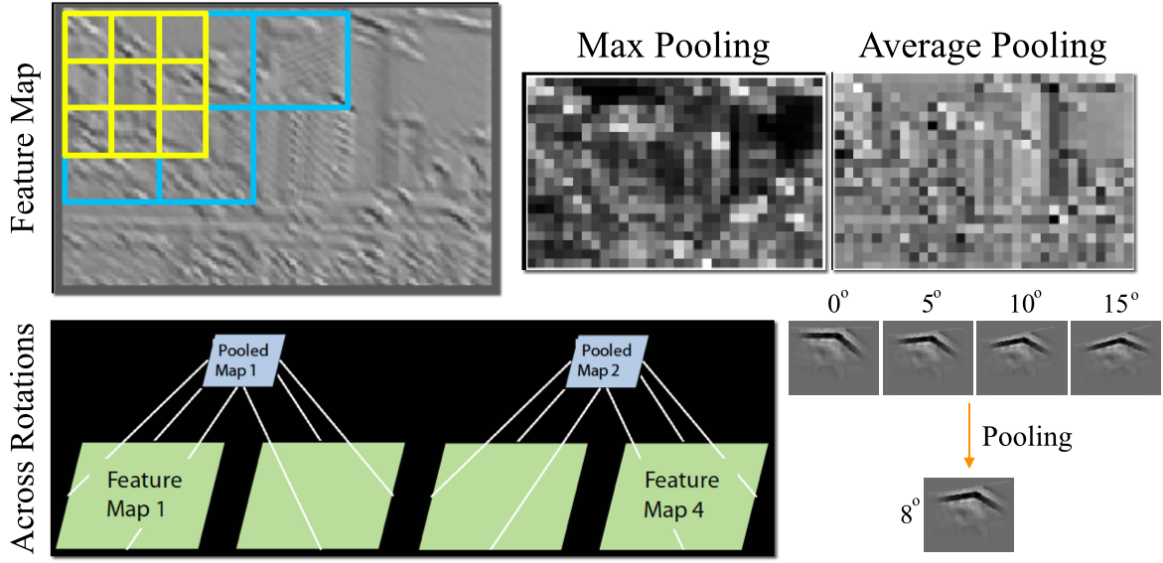 Feature Map
Max Pooling
Average Pooling
Across Rotations
Pooled
Map 1
Pooled
Map 2
Feature
Map 1
Feature
Map 4
0° 5° 10° 15°
Pooling
8°